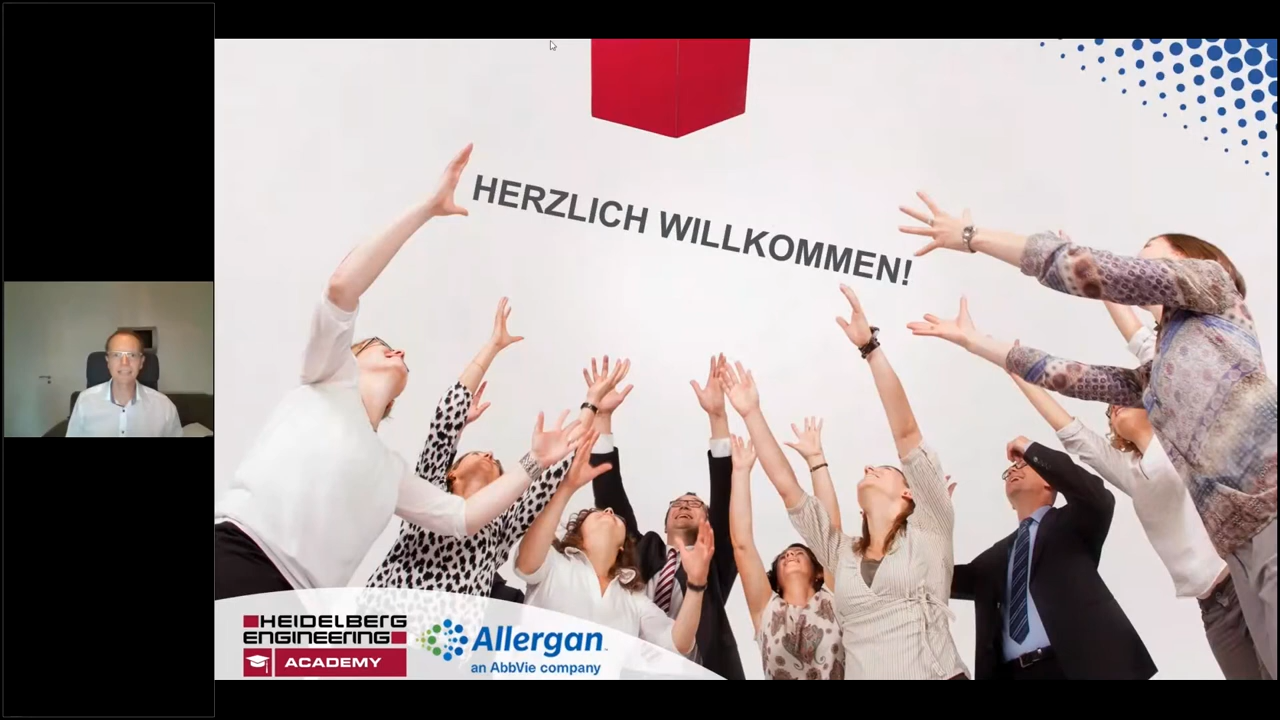 HERZLICH WILLKOMMEN!
HEIDELBERG
ENGINEERING
ACADEMY
Allergan
an AbbVie company